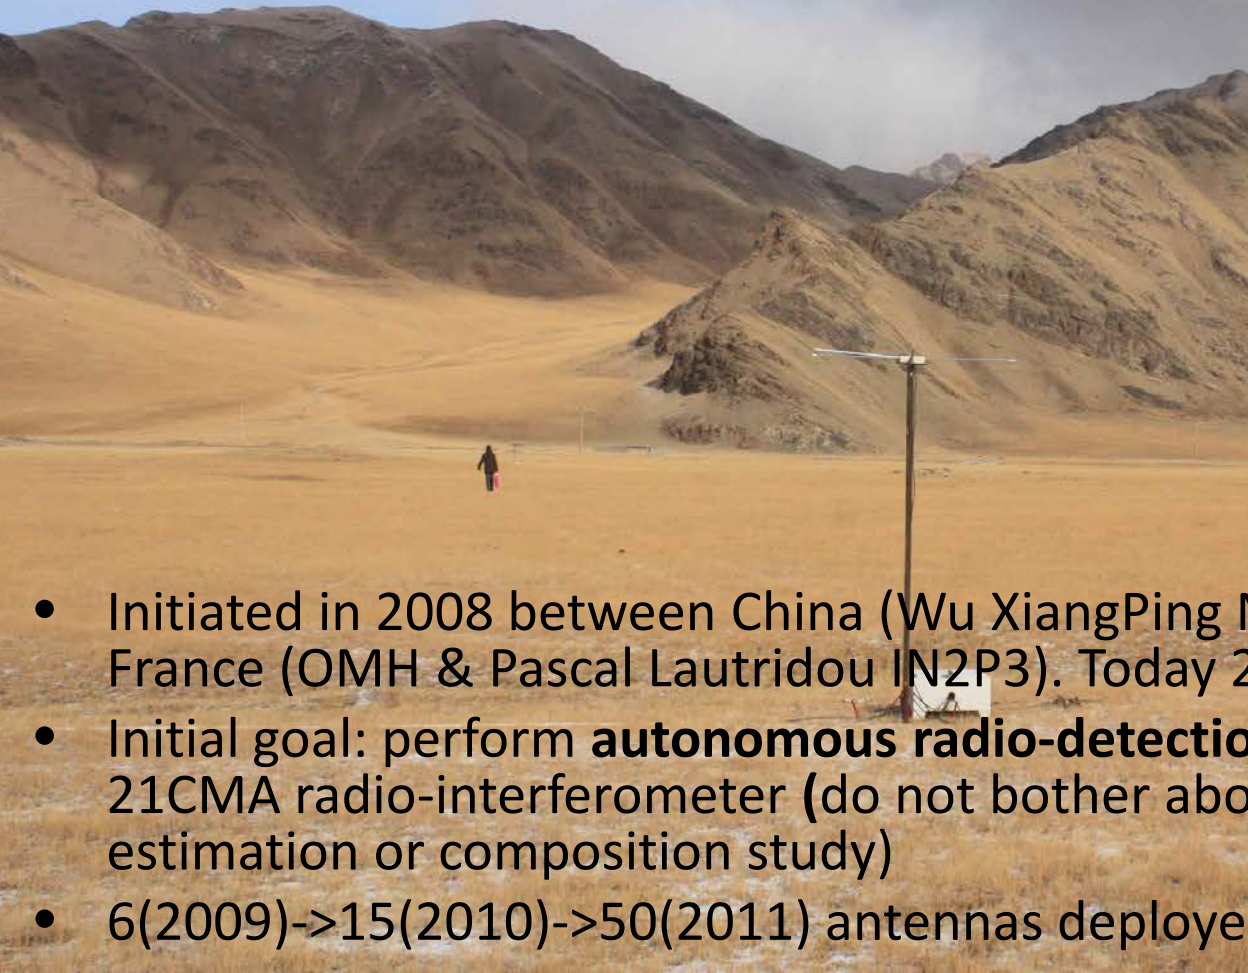 • Initiated in 2008 between China (Wu XiangPing
France (OMH & Pascal Lautridou IN2P3). Today
• Initial goal: perform autonomous radio-detectio
21CMA radio-interferometer (do not bother abo
estimation or composition study)
• 6(2009)->15(2010)->50(2011) antennas deploye